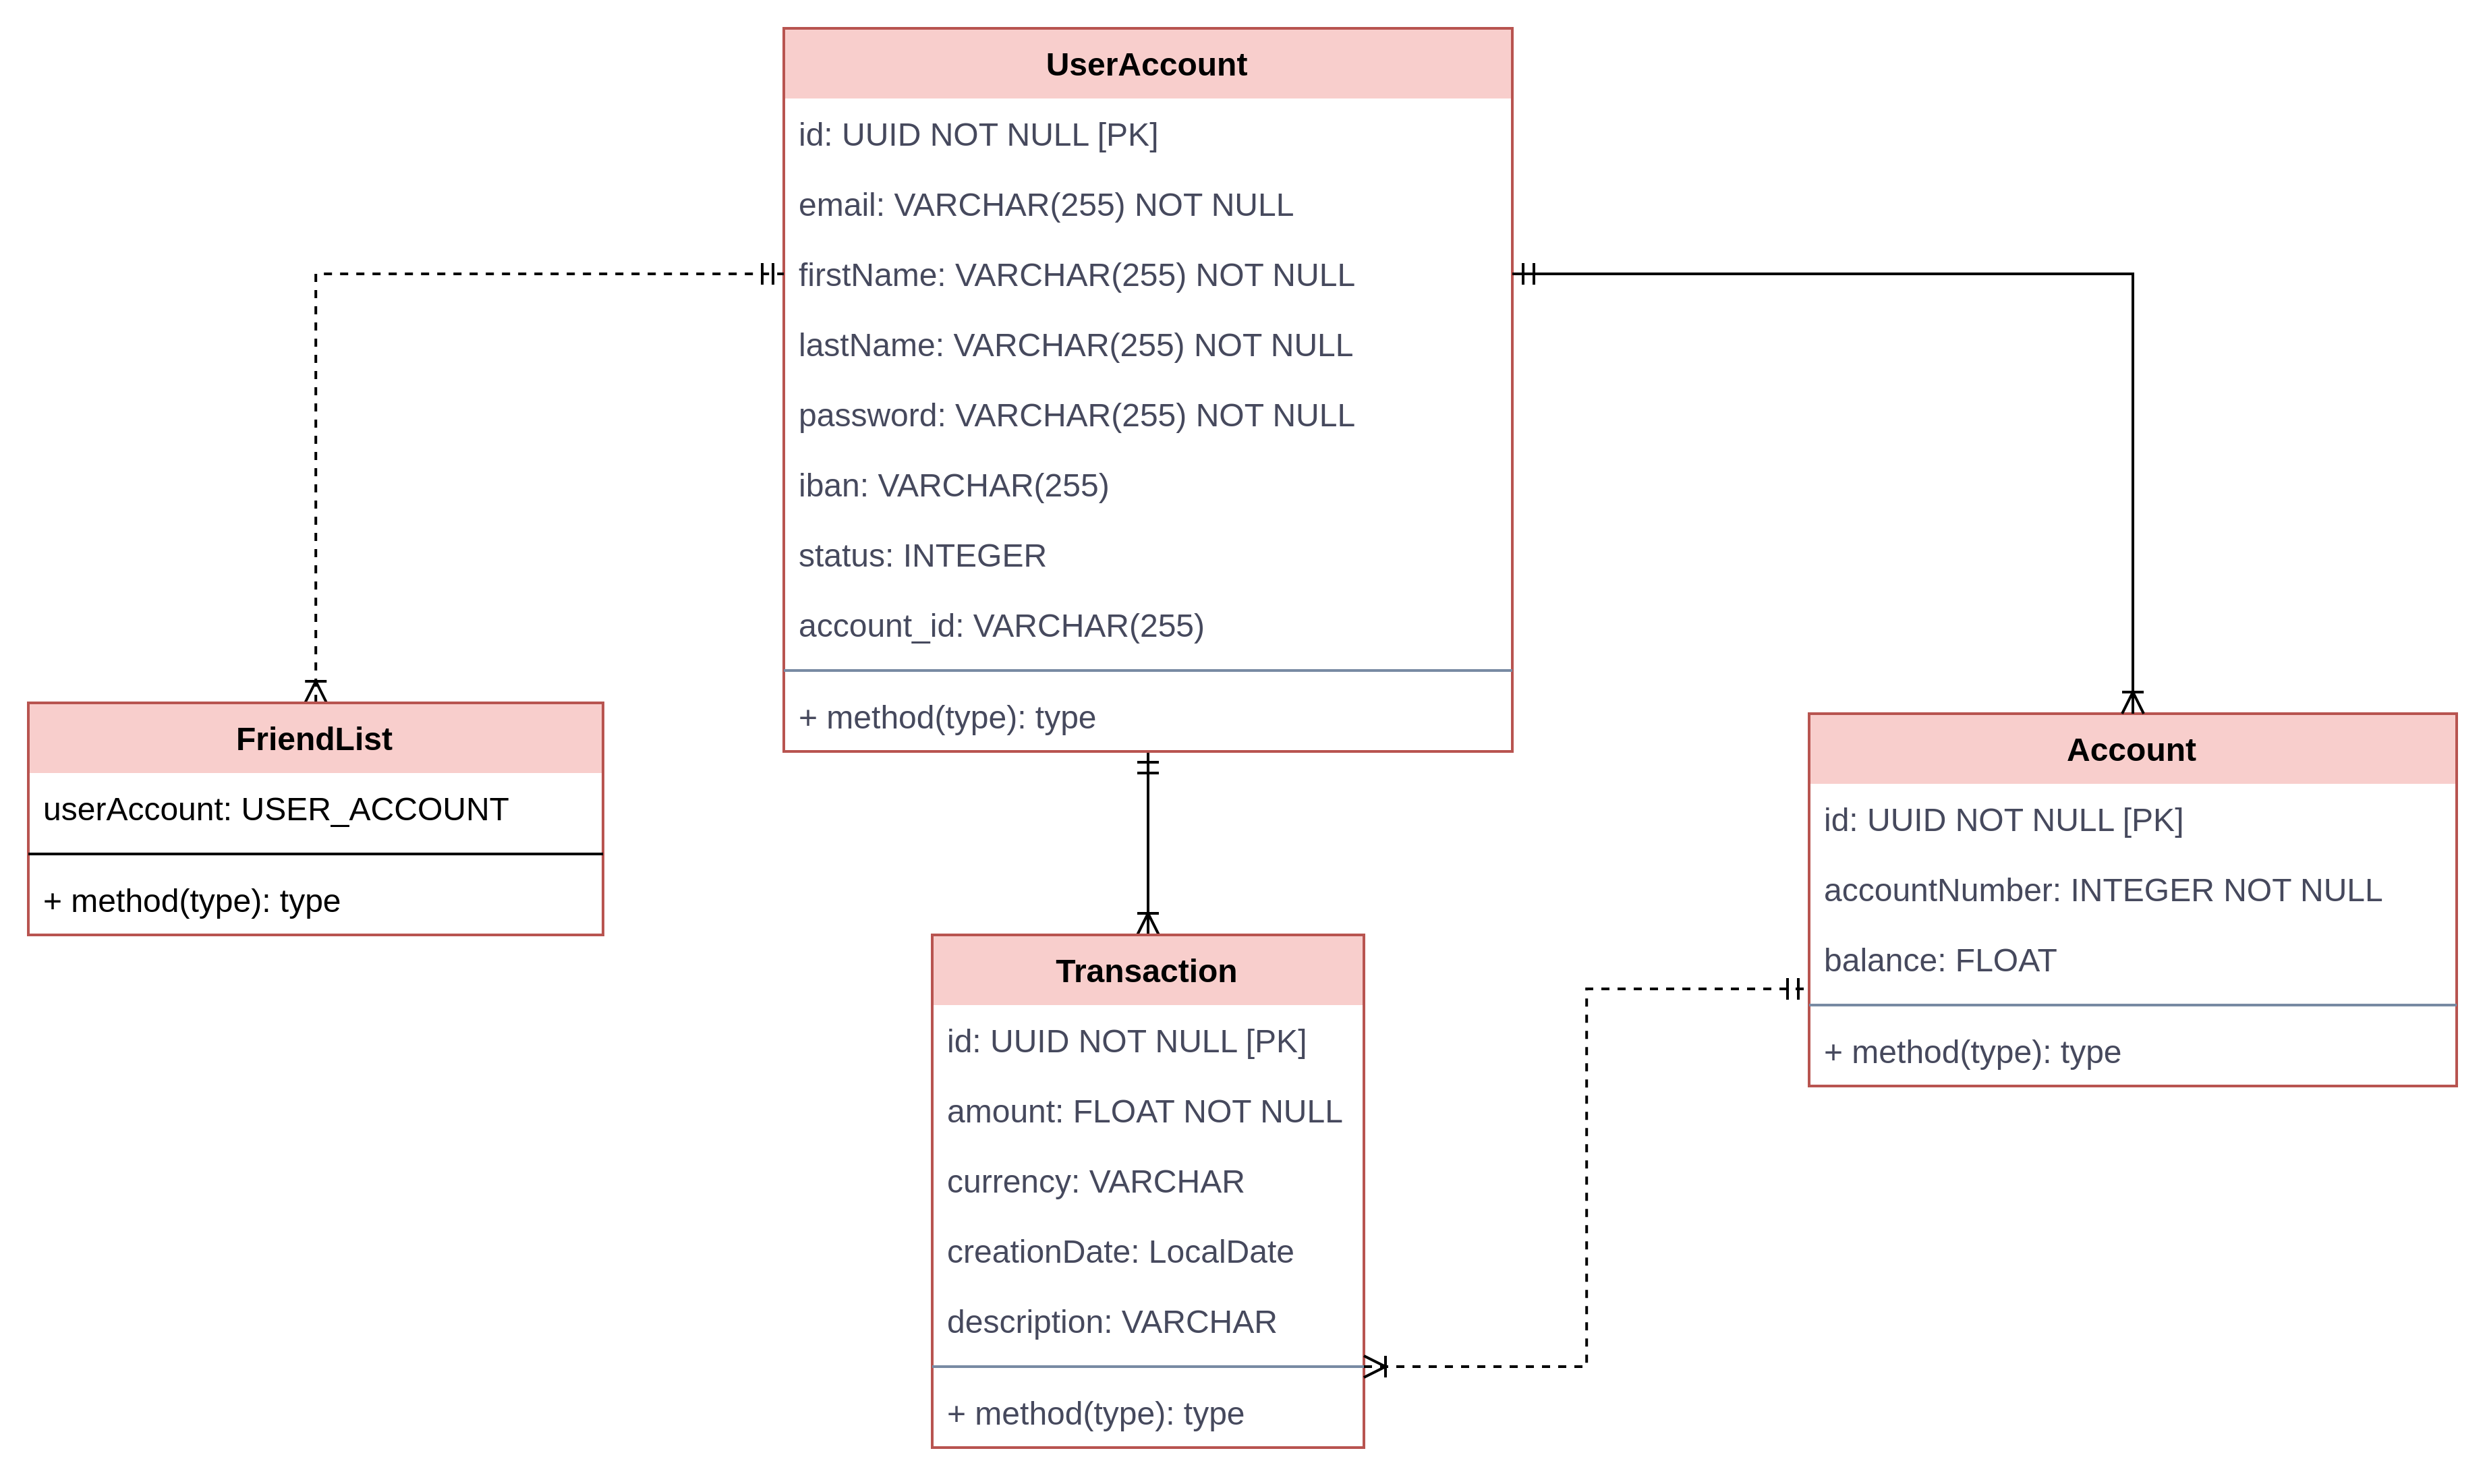 UserAccount
id: UUID NOT NULL [PK]
email: VARCHAR(255) NOT NULL
firstName: VARCHAR(255) NOT NULL
lastName: VARCHAR(255) NOT NULL
password: VARCHAR(255) NOT NULL
iban: VARCHAR(255)
status: INTEGER
account_id: VARCHAR(255)
+ method(type): type
FriendList
userAccount: USER_ACCOUNT
+ method(type): type
Account
id: UUID NOT NULL [PK]
accountNumber: INTEGER NOT NULL
balance: FLOAT
+ method(type): type
Transaction
id: UUID NOT NULL [PK]
amount: FLOAT NOT NULL
currency: VARCHAR
creationDate: LocalDate
description: VARCHAR
+ method(type): type